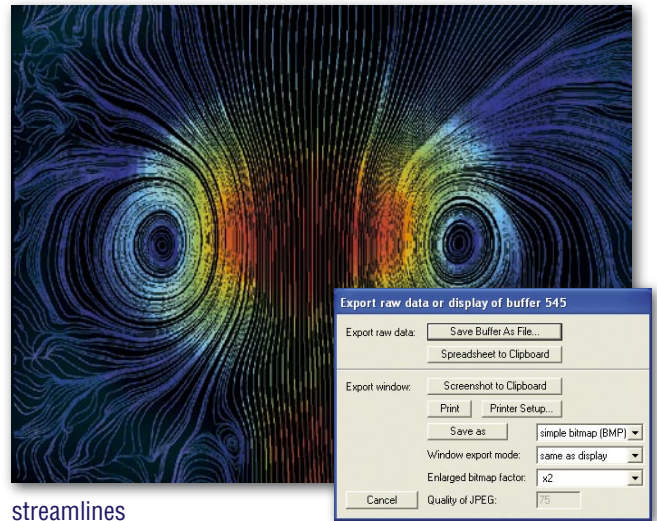 Export raw data or display of buffer 545
Export raw data:
Save Buffer As File...
Spreadsheet to Clipboard
Export window:
Screenshot to Clipboard
Print
Printer Setup...
Save as
simple bitmap (BMP)
Window export mode:
same as display
Enlarged bitmap factor:
x2
Cancel
Quality of JPEG:
75
streamlines